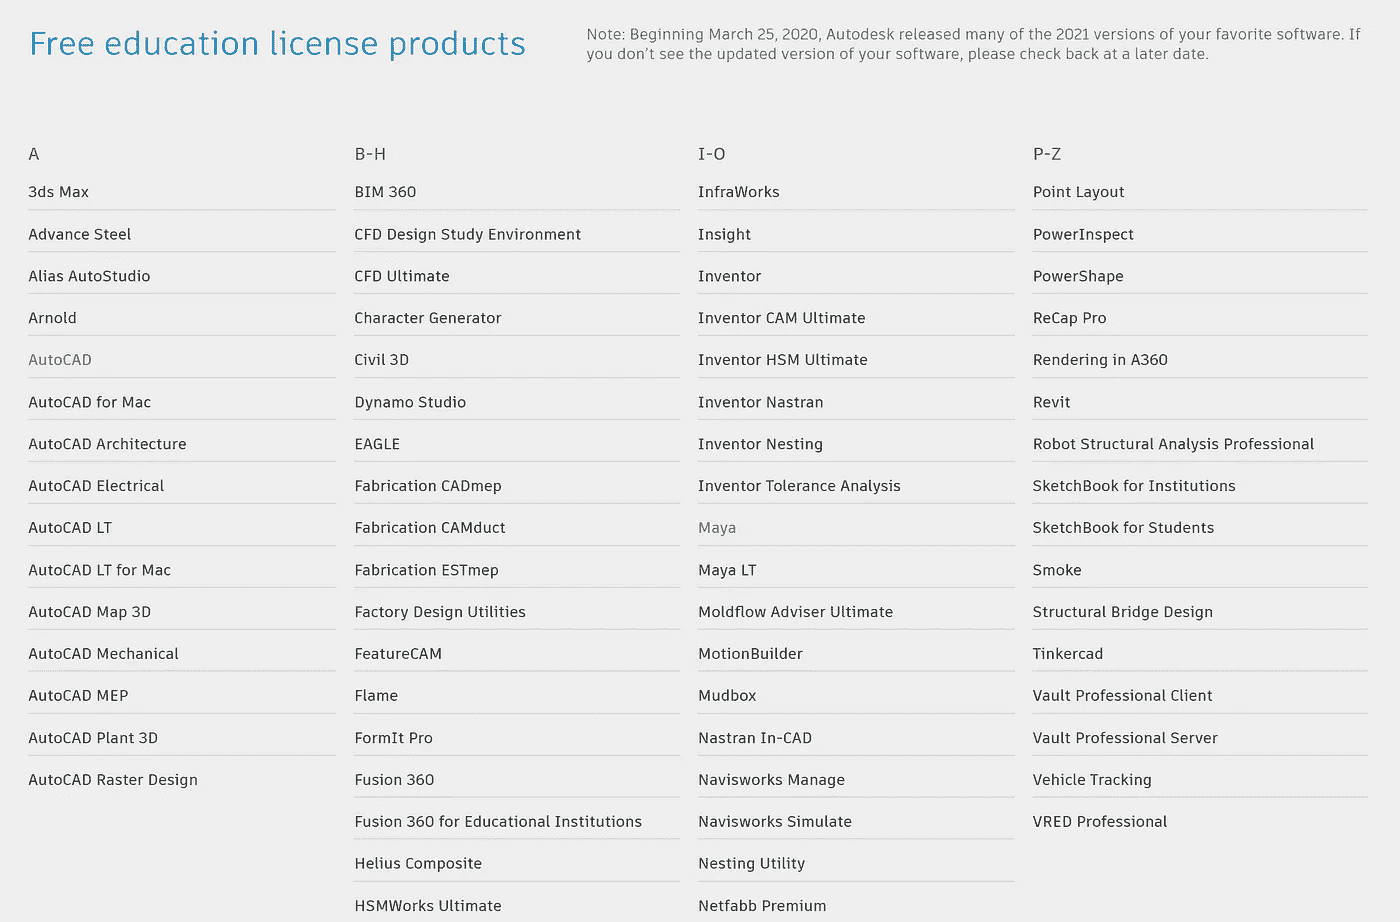 Free education license products
Note: Beginning March 25, 2020, Autodesk released many of the 2021 versions of your favorite software. If
you don't see the updated version of your software, please check back at a later date.
A
3ds Max
Advance Steel
Alias AutoStudio
Arnold
AutoCAD
AutoCAD for Mac
AutoCAD Architecture
AutoCAD Electrical
AutoCAD LT
AutoCAD LT for Mac
AutoCAD Map 3D
AutoCAD Mechanical
AutoCAD MEP
AutoCAD Plant 3D
AutoCAD Raster Design
B-H
BIM 360
CFD Design Study Environment
CFD Ultimate
Character Generator
Civil 3D
Dynamo Studio
EAGLE
Fabrication CADmep
Fabrication CAMduct
Fabrication ESTmep
Factory Design Utilities
FeatureCAM
Flame
FormIt Pro
Fusion 360
Fusion 360 for Educational Institutions
Helius Composite
HSMWorks Ultimate
I-O
InfraWorks
Insight
Inventor
Inventor CAM Ultimate
Inventor HSM Ultimate
Inventor Nastran
Inventor Nesting
Inventor Tolerance Analysis
Maya
Maya LT
Moldflow Adviser Ultimate
MotionBuilder
Mudbox
Nastran In-CAD
Navisworks Manage
Navisworks Simulate
Nesting Utility
Netfabb Premium
P-Z
Point Layout
PowerInspect
PowerShape
ReCap Pro
Rendering in A360
Revit
Robot Structural Analysis Professional
SketchBook for Institutions
SketchBook for Students
Smoke
Structural Bridge Design
Tinkercad
Vault Professional Client
Vault Professional Server
Vehicle Tracking
VRED Professional